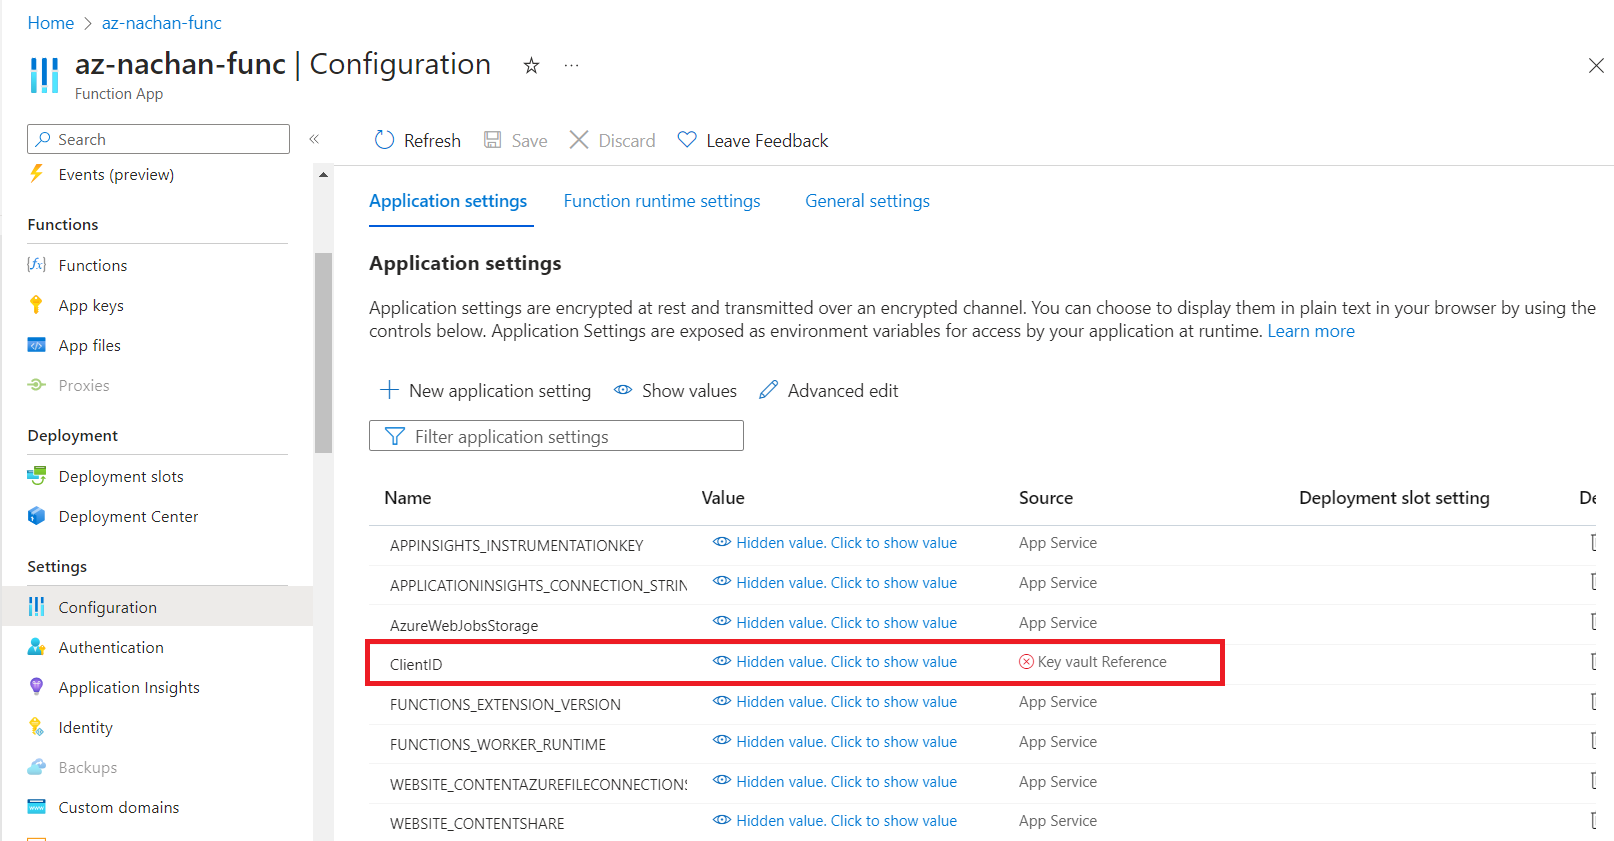 Home > az-nachan-func
az-nachan-func | Configuration
Function App
Search
«
Refresh
Save
Discard
Leave Feedback
Events (preview)
Functions
Functions
App keys
App files
Proxies
Deployment
Deployment slots
Deployment Center
Settings
Configuration
Authentication
Application Insights
Identity
Backups
Custom domains
Application settings
Function runtime settings
General settings
Application settings
Application settings are encrypted at rest and transmitted over an encrypted channel. You can choose to display them in plain text in your browser by using the
controls below. Application Settings are exposed as environment variables for access by your application at runtime. Learn more
New application setting
Show values
Advanced edit
Filter application settings
Name Value Source Deployment slot setting De
APPINSIGHTS_INSTRUMENTATIONKEY Hidden value. Click to show value App Service
APPLICATIONINSIGHTS_CONNECTION_STRIN Hidden value. Click to show value App Service
AzureWebJobsStorage Hidden value. Click to show value App Service
ClientID Hidden value. Click to show value Key vault Reference
FUNCTIONS_EXTENSION_VERSION Hidden value. Click to show value App Service
FUNCTIONS_WORKER_RUNTIME Hidden value. Click to show value App Service
WEBSITE_CONTENTAZUREFILECONNECTIONS Hidden value. Click to show value App Service
WEBSITE_CONTENTSHARE Hidden value. Click to show value App Service